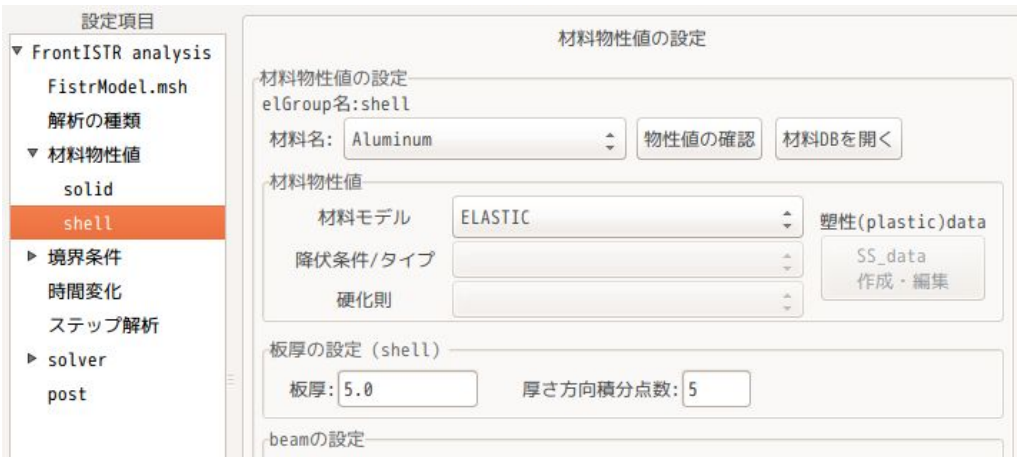 設定項目
FrontISTR analysis
FistrModel.msh
解析の種類
材料物性値
solid
shell
境界条件
時間変化
ステップ解析
solver
post
材料物性値の設定
材料物性値の設定
elGroup名:shell
材料名: Aluminum 物性値の確認 材料DBを開く
材料物性値
材料モデル ELASTIC 塑性(plastic)data
降伏条件/タイプ SS_data
作成・編集
硬化則
板厚の設定 (shell)
板厚: 5.0 厚さ方向積分点数: 5
beamの設定